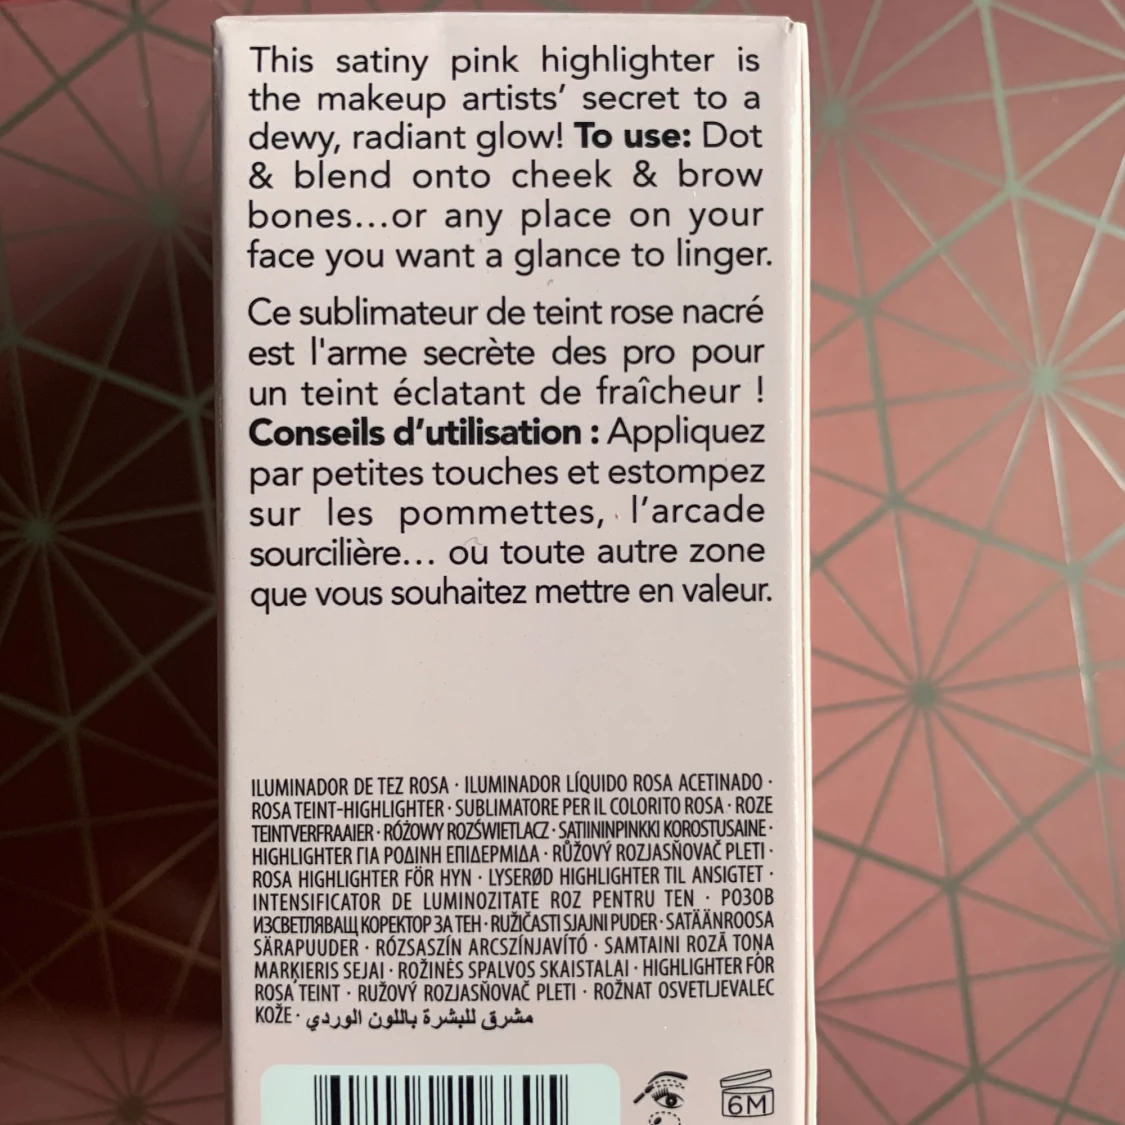 This satiny pink highlighter is
the makeup artists’ secret to a
dewy, radiant glow! To use: Dot
& blend onto cheek & brow
bones...or any place on your
face you want a glance to linger.
Ce sublimateur de teint rose nacré
est l'arme secrète des pro pour
un teint éclatant de fraîcheur !
Conseils d’utilisation : Appliquez
par petites touches et estompez
sur les pommettes, l’arcade
sourcilière... ou toute autre zone
que vous souhaitez mettre en valeur.
ILUMINADOR DE TEZ ROSA · ILUMINADOR LÍQUIDO ROSA ACETINADO ·
ROSA TEINT-HIGHLIGHTER · SUBLIMATORE PER IL COLORITO ROSA · ROZE
TEINTVERFRAAIER · RÓŻOWY ROZŚWIETLACZ · SATIININPINKKI KOROSTUSAINE ·
HIGHLIGHTER ΓΙΑ ΡΟΔΙΝΗ ΕΠΙΔΕΡΜΙΔΑ · RŮŽOVÝ ROZJASŇOVAČ PLETI ·
ROSA HIGHLIGHTER FÖR HYN · LYSERØD HIGHLIGHTER TIL ANSIGTET ·
INTENSIFICATOR DE LUMINOZITATE ROZ PENTRU TEN · РОЗОВ
ИЗСВЕТЛЯВАЩ КОРЕКТОР ЗА ТЕН · RUŽIČASTI SJAJNI PUDER · SATÄÄNROOSA
SÄRAPUUDER · RÓZSASZÍN ARCSZÍNJAVÍTÓ · SAMTAINI ROZĀ TOŅA
MARĶIERIS SEJAI · ROŽINĖS SPALVOS SKAISTALAI · HIGHLIGHTER FOR
ROSA TEINT · RUŽOVÝ ROZJASŇOVAČ PLETI · ROŽNAT OSVETLJEVALEC
KOŽE · مشرق للبشرة باللون الوردي
6M